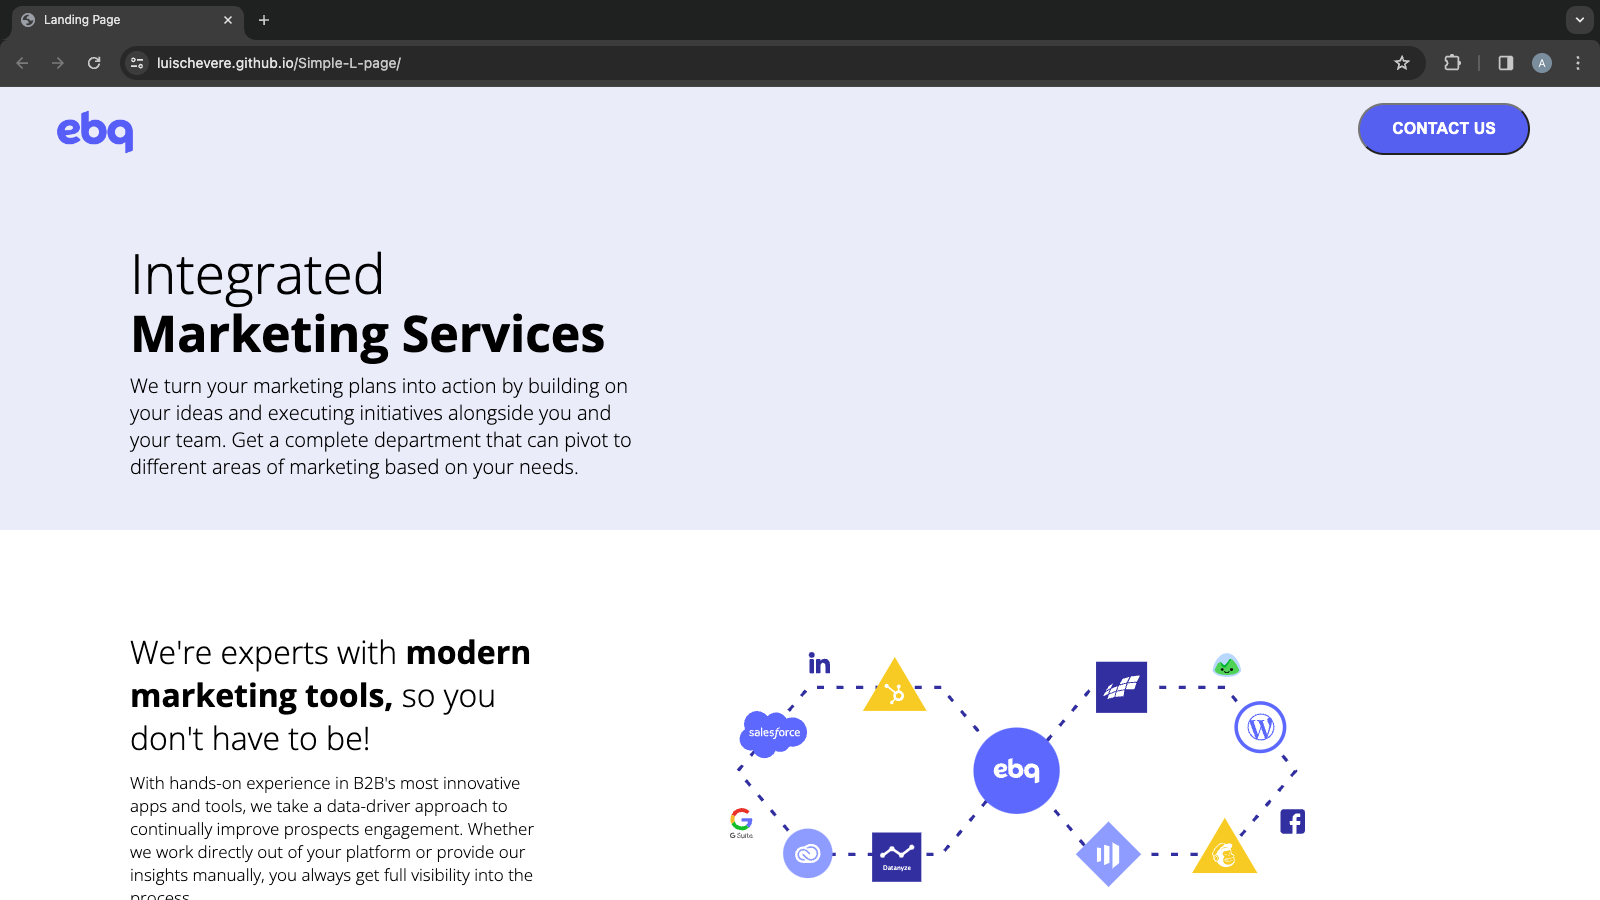 Landing Page
luischevere.github.io/Simple-L-page/
A
ebq
CONTACT US
Integrated
Marketing Services
We turn your marketing plans into action by building on
your ideas and executing initiatives alongside you and
your team. Get a complete department that can pivot to
different areas of marketing based on your needs.
We're experts with modern
marketing tools, so you
don't have to be!
With hands-on experience in B2B's most innovative
apps and tools, we take a data-driver approach to
continually improve prospects engagement. Whether
we work directly out of your platform or provide our
insights manually, you always get full visibility into the
process.
in
salesforce
ebq
G Suite
Datanyze